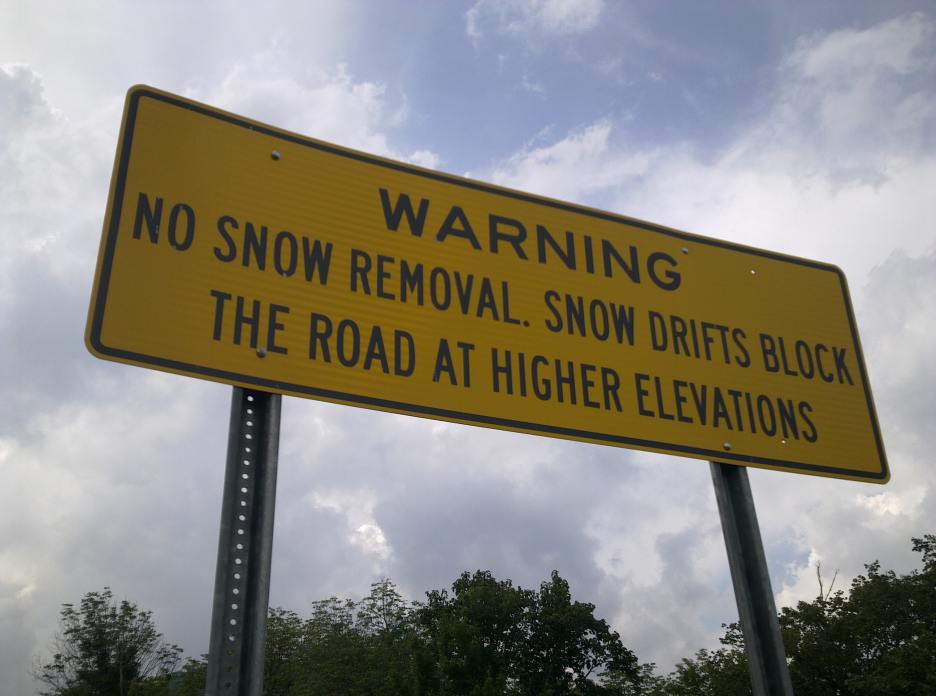 WARNING
NO SNOW REMOVAL. SNOW DRIFTS BLOCK
THE ROAD AT HIGHER ELEVATIONS